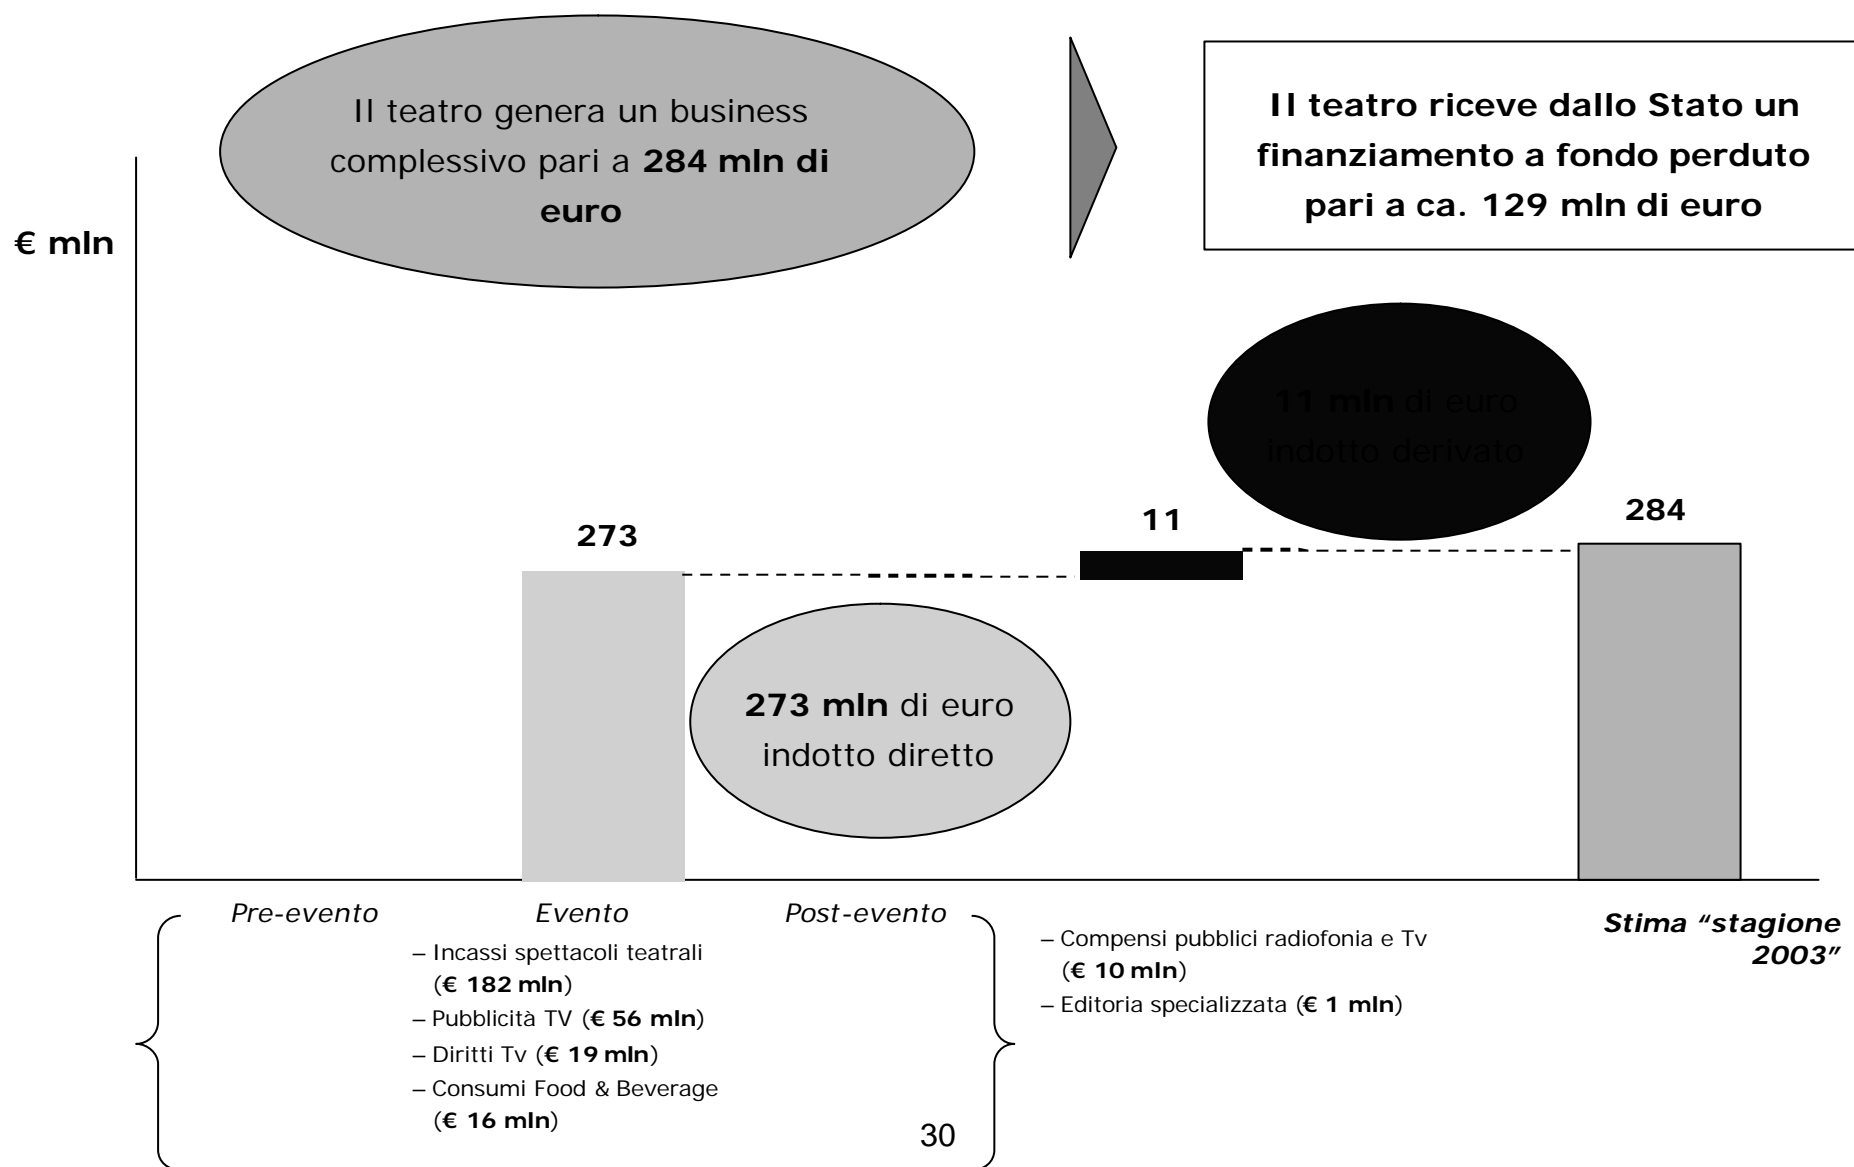 Il teatro genera un business
complessivo pari a 284 mln di
euro
Il teatro riceve dallo Stato un
finanziamento a fondo perduto
pari a ca. 129 mln di euro
€ mln
11 mln di euro
indotto derivato
273
11
284
273 mln di euro
indotto diretto
Pre-evento
Evento
Post-evento
– Incassi spettacoli teatrali
(€ 182 mln)
– Pubblicità TV (€ 56 mln)
– Diritti Tv (€ 19 mln)
– Consumi Food & Beverage
(€ 16 mln)
– Compensi pubblici radiofonia e Tv
(€ 10 mln)
– Editoria specializzata (€ 1 mln)
Stima “stagione
2003”
30